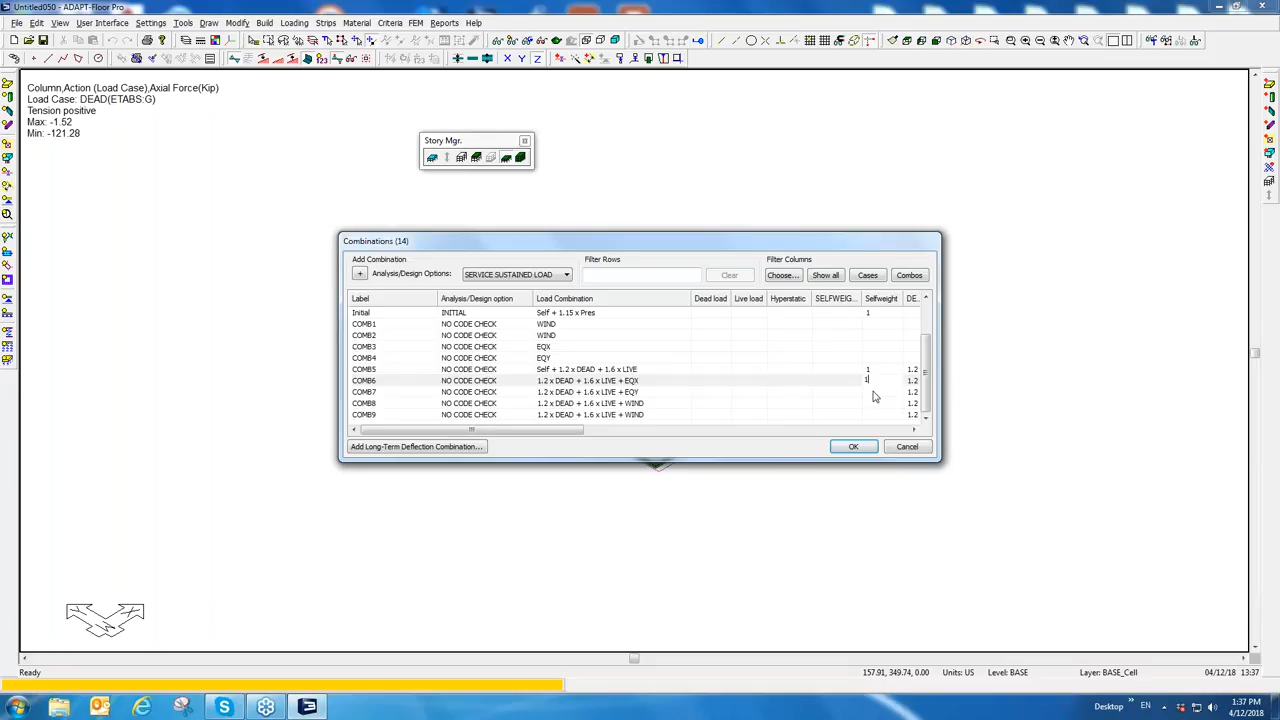 Untitled050 - ADAPT-Floor Pro
File Edit View User Interface Settings Tools Draw Modify Build Loading Strips Material Criteria FEM Reports Help
X Y Z
Column,Action (Load Case),Axial Force(Kip)
Load Case: DEAD(ETABS:G)
Tension positive
Max: -1.52
Min: -121.28
Story Mgr.
Combinations (14)
Add Combination Filter Rows Filter Columns
+ Analysis/Design Options: SERVICE SUSTAINED LOAD Clear Choose... Show all Cases Combos
Label Analysis/Design option Load Combination Dead load Live load Hyperstatic SELFWEIG... Selfweight DE...
Initial INITIAL Self + 1.15 x Pres 1
COMB1 NO CODE CHECK WIND
COMB2 NO CODE CHECK WIND
COMB3 NO CODE CHECK EQX
COMB4 NO CODE CHECK EQY
COMB5 NO CODE CHECK Self + 1.2 x DEAD + 1.6 x LIVE 1 1.2
COMB6 NO CODE CHECK 1.2 x DEAD + 1.6 x LIVE + EQX 1 1.2
COMB7 NO CODE CHECK 1.2 x DEAD + 1.6 x LIVE + EQY 1.2
COMB8 NO CODE CHECK 1.2 x DEAD + 1.6 x LIVE + WIND 1.2
COMB9 NO CODE CHECK 1.2 x DEAD + 1.6 x LIVE + WIND 1.2
Add Long-Term Deflection Combination... OK Cancel
Ready 157.91, 349.74, 0.00 Units: US Level: BASE Layer: BASE_Cell 04/12/18 13:37
Desktop » EN 1:37 PM
4/12/2018